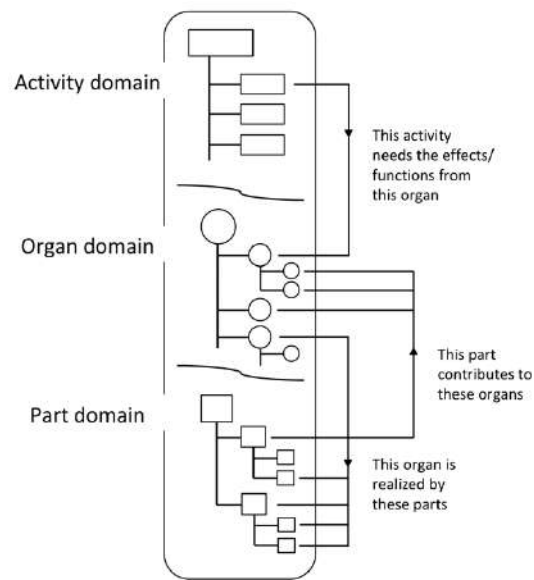 Activity domain
This activity
needs the effects/
functions from
this organ
Organ domain
This part
contributes to
these organs
Part domain
This organ is
realized by
these parts